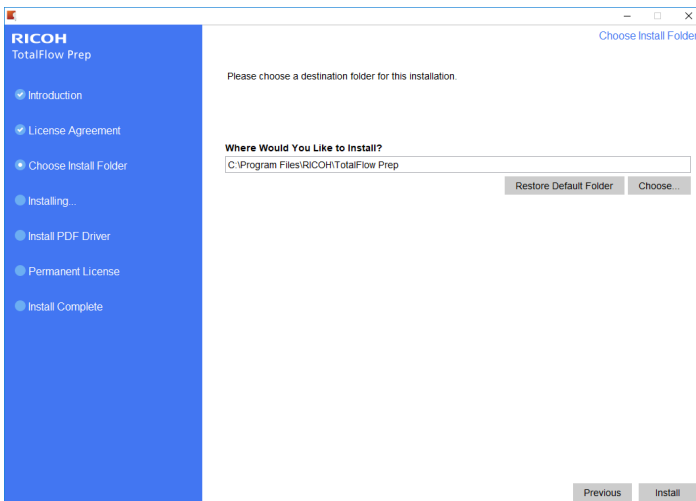 RICOH
TotalFlow Prep
Choose Install Folder
Introduction
License Agreement
Choose Install Folder
Installing...
Install PDF Driver
Permanent License
Install Complete
Please choose a destination folder for this installation.
Where Would You Like to Install?
C:\Program Files\RICOH\TotalFlow Prep
Restore Default Folder Choose...
Previous Install